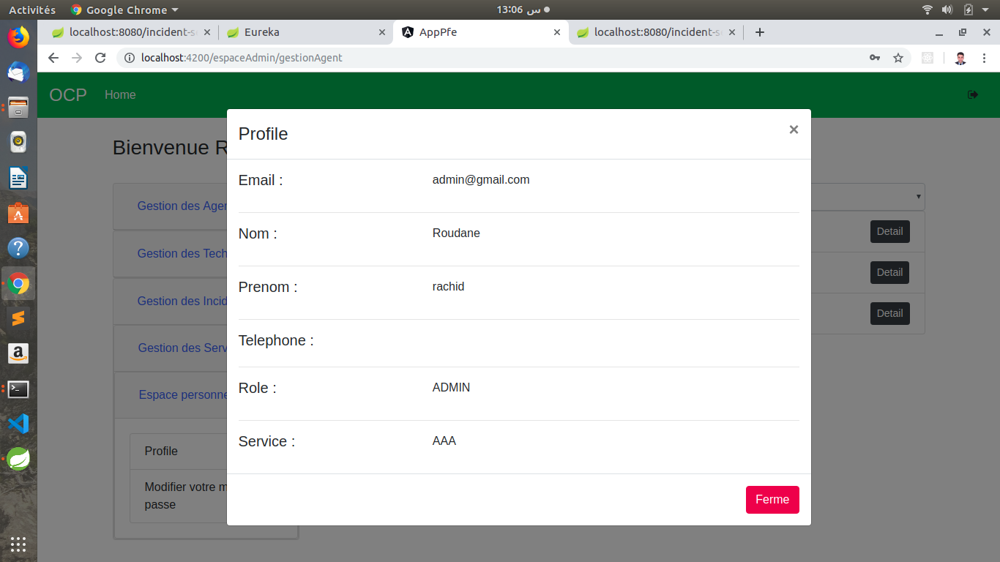 Activités
Google Chrome
13:06 س
localhost:8080/incident-s
Eureka
AppPfe
localhost:8080/incident-s
localhost:4200/espaceAdmin/gestionAgent
OCP
Home
Bienvenue R
Profile
×
Email :
admin@gmail.com
Nom :
Roudane
Prenom :
rachid
Telephone :
Role :
ADMIN
Service :
AAA
Ferme
Gestion des Agen
Gestion des Tech
Gestion des Incid
Gestion des Serv
Espace personne
Profile
Modifier votre m
passe
Detail
Detail
Detail